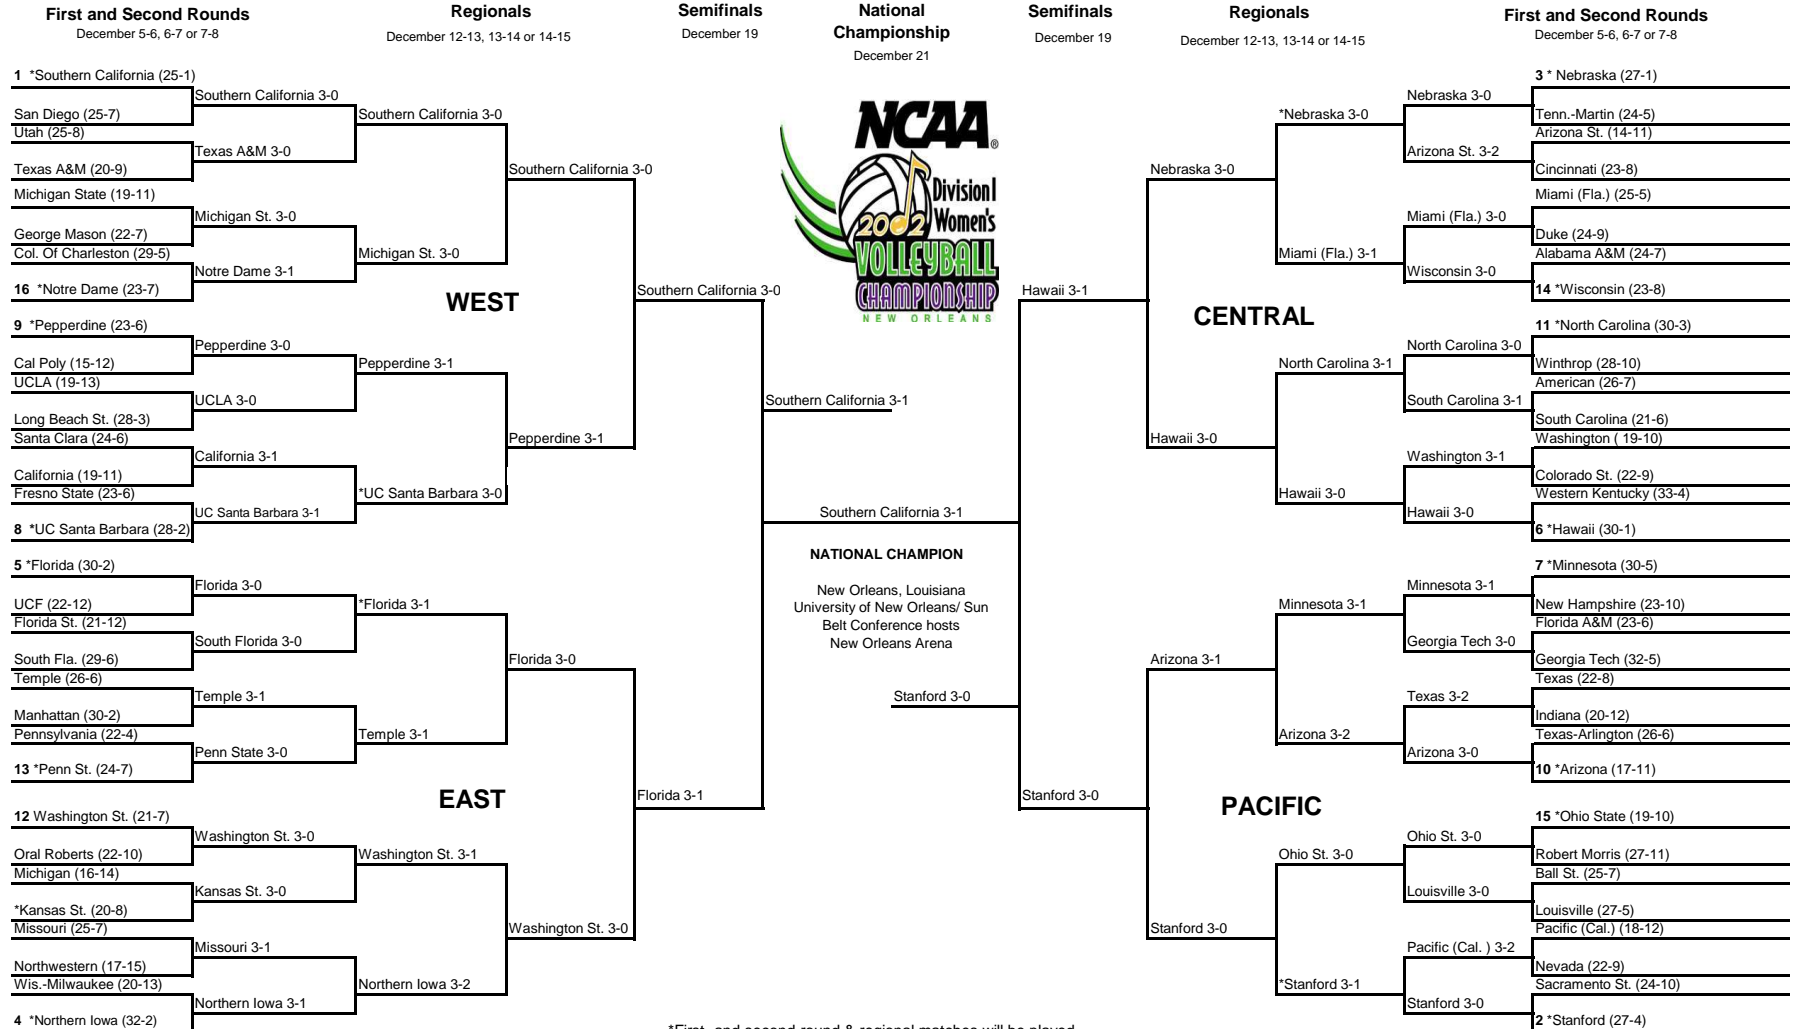 First and Second Rounds
December 5-6, 6-7 or 7-8
Regionals
December 12-13, 13-14 or 14-15
Semifinals
December 19
National
Championship
December 21
Semifinals
December 19
Regionals
December 12-13, 13-14 or 14-15
First and Second Rounds
December 5-6, 6-7 or 7-8
1 *Southern California (25-1)
San Diego (25-7)
Utah (25-8)
Texas A&M (20-9)
Michigan State (19-11)
George Mason (22-7)
Col. Of Charleston (29-5)
16 *Notre Dame (23-7)
9 *Pepperdine (23-6)
Cal Poly (15-12)
UCLA (19-13)
Long Beach St. (28-3)
Santa Clara (24-6)
California (19-11)
Fresno State (23-6)
8 *UC Santa Barbara (28-2)
5 *Florida (30-2)
UCF (22-12)
Florida St. (21-12)
South Fla. (29-6)
Temple (26-6)
Manhattan (30-2)
Pennsylvania (22-4)
13 *Penn St. (24-7)
12 Washington St. (21-7)
Oral Roberts (22-10)
Michigan (16-14)
*Kansas St. (20-8)
Missouri (25-7)
Northwestern (17-15)
Wis.-Milwaukee (20-13)
4 *Northern Iowa (32-2)
Southern California 3-0
Texas A&M 3-0
Michigan St. 3-0
Notre Dame 3-1
Pepperdine 3-0
UCLA 3-0
California 3-1
UC Santa Barbara 3-1
Florida 3-0
South Florida 3-0
Temple 3-1
Penn State 3-0
Washington St. 3-0
Kansas St. 3-0
Missouri 3-1
Northern Iowa 3-1
Southern California 3-0
Michigan St. 3-0
Pepperdine 3-1
*UC Santa Barbara 3-0
*Florida 3-1
Temple 3-1
Washington St. 3-1
Northern Iowa 3-2
WEST
EAST
Southern California 3-0
Pepperdine 3-1
Florida 3-0
Washington St. 3-0
Southern California 3-0
Florida 3-1
NCAA®
Division I
2002 Women's
VOLLEYBALL
CHAMPIONSHIP
NEW ORLEANS
Southern California 3-1
Southern California 3-1
NATIONAL CHAMPION
New Orleans, Louisiana
University of New Orleans/ Sun
Belt Conference hosts
New Orleans Arena
Stanford 3-0
Hawaii 3-1
Stanford 3-0
Nebraska 3-0
Hawaii 3-0
Arizona 3-1
Stanford 3-0
CENTRAL
PACIFIC
*Nebraska 3-0
Miami (Fla.) 3-1
North Carolina 3-1
Hawaii 3-0
Minnesota 3-1
Arizona 3-2
Ohio St. 3-0
*Stanford 3-1
Nebraska 3-0
Arizona St. 3-2
Miami (Fla.) 3-0
Wisconsin 3-0
North Carolina 3-0
South Carolina 3-1
Washington 3-1
Hawaii 3-0
Minnesota 3-1
Georgia Tech 3-0
Texas 3-2
Arizona 3-0
Ohio St. 3-0
Louisville 3-0
Pacific (Cal. ) 3-2
Stanford 3-0
3 * Nebraska (27-1)
Tenn.-Martin (24-5)
Arizona St. (14-11)
Cincinnati (23-8)
Miami (Fla.) (25-5)
Duke (24-9)
Alabama A&M (24-7)
14 *Wisconsin (23-8)
11 *North Carolina (30-3)
Winthrop (28-10)
American (26-7)
South Carolina (21-6)
Washington ( 19-10)
Colorado St. (22-9)
Western Kentucky (33-4)
6 *Hawaii (30-1)
7 *Minnesota (30-5)
New Hampshire (23-10)
Florida A&M (23-6)
Georgia Tech (32-5)
Texas (22-8)
Indiana (20-12)
Texas-Arlington (26-6)
10 *Arizona (17-11)
15 *Ohio State (19-10)
Robert Morris (27-11)
Ball St. (25-7)
Louisville (27-5)
Pacific (Cal.) (18-12)
Nevada (22-9)
Sacramento St. (24-10)
2 *Stanford (27-4)
*First- and second-round & regional matches will be played